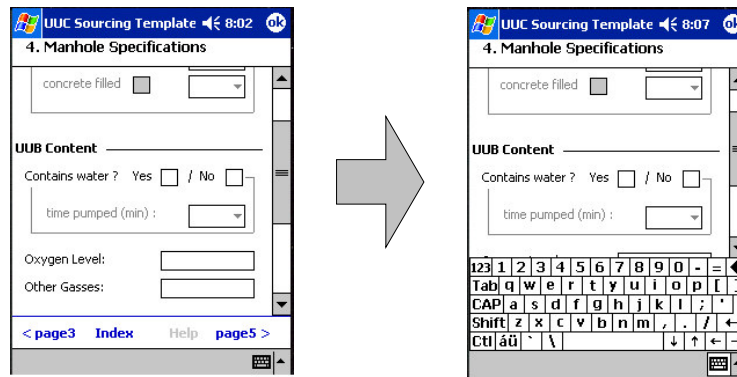 UUC Sourcing Template 8:02 ok
4. Manhole Specifications
concrete filled
UUB Content
Contains water ? Yes / No
time pumped (min) :
Oxygen Level:
Other Gasses:
< page3 Index Help page5 >
UUC Sourcing Template 8:07
4. Manhole Specifications
concrete filled
UUB Content
Contains water ? Yes / No
time pumped (min) :
123 1 2 3 4 5 6 7 8 9 0 - =
Tab q w e r t y u i o p [
CAP a s d f g h j k l ; '
Shift z x c v b n m , . / ←
Ctl áü ` \ ↓ ↑ ←